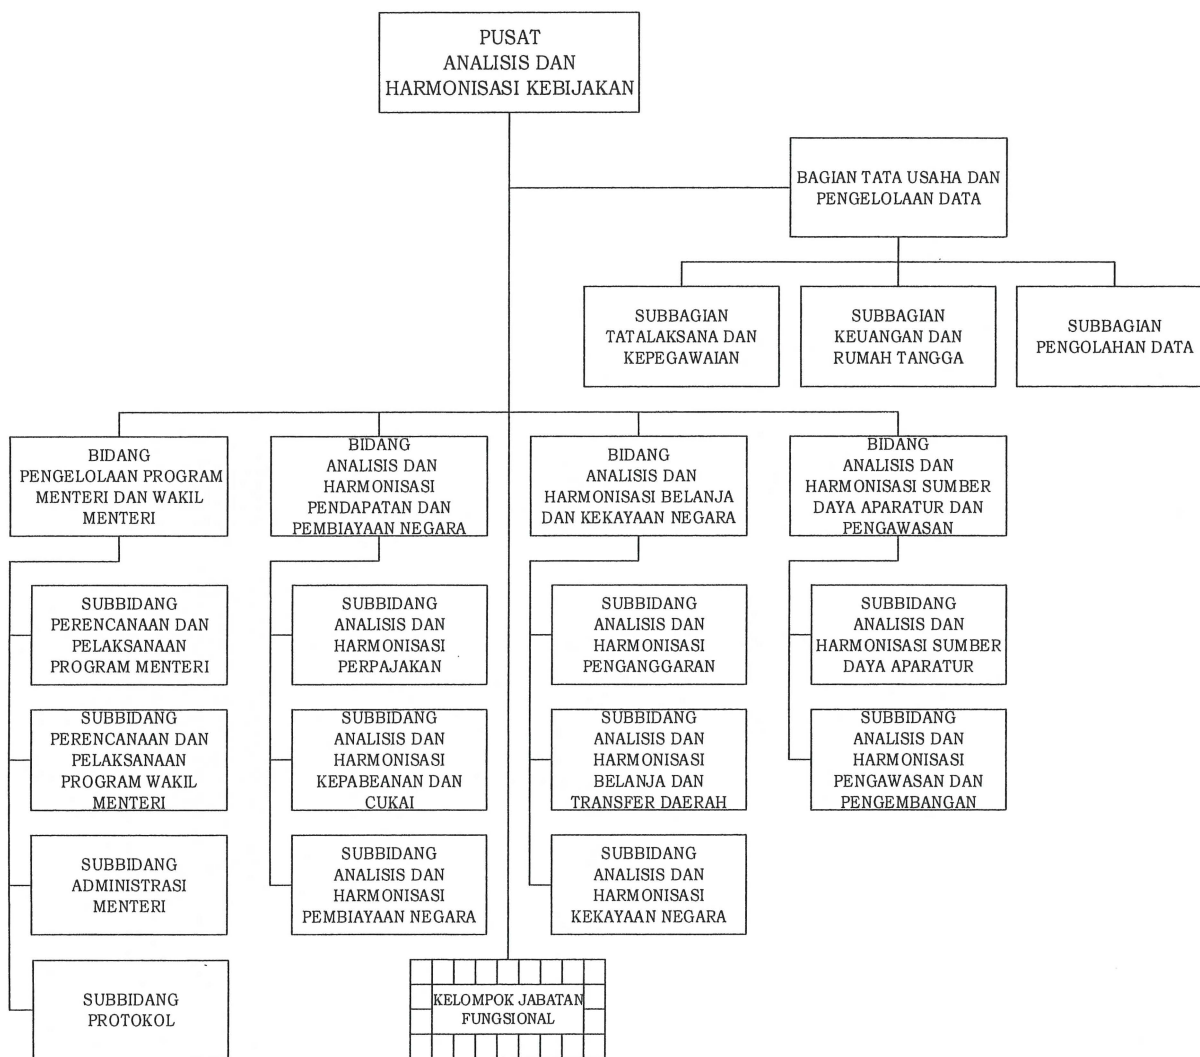 PUSAT
ANALISIS DAN
HARMONISASI KEBIJAKAN
BAGIAN TATA USAHA DAN
PENGELOLAAN DATA
SUBBAGIAN
TATALAKSANA DAN
KEPEGAWAIAN
SUBBAGIAN
KEUANGAN DAN
RUMAH TANGGA
SUBBAGIAN
PENGOLAHAN DATA
BIDANG
PENGELOLAAN PROGRAM
MENTERI DAN WAKIL
MENTERI
BIDANG
ANALISIS DAN
HARMONISASI
PENDAPATAN DAN
PEMBIAYAAN NEGARA
BIDANG
ANALISIS DAN
HARMONISASI BELANJA
DAN KEKAYAAN NEGARA
BIDANG
ANALISIS DAN
HARMONISASI SUMBER
DAYA APARATUR DAN
PENGAWASAN
SUBBIDANG
PERENCANAAN DAN
PELAKSANAAN
PROGRAM MENTERI
SUBBIDANG
ANALISIS DAN
HARMONISASI
PERPAJAKAN
SUBBIDANG
ANALISIS DAN
HARMONISASI
PENGANGGARAN
SUBBIDANG
ANALISIS DAN
HARMONISASI SUMBER
DAYA APARATUR
SUBBIDANG
PERENCANAAN DAN
PELAKSANAAN
PROGRAM WAKIL
MENTERI
SUBBIDANG
ANALISIS DAN
HARMONISASI
KEPABEANAN DAN
CUKAI
SUBBIDANG
ANALISIS DAN
HARMONISASI
BELANJA DAN
TRANSFER DAERAH
SUBBIDANG
ANALISIS DAN
HARMONISASI
PENGAWASAN DAN
PENGEMBANGAN
SUBBIDANG
ADMINISTRASI
MENTERI
SUBBIDANG
ANALISIS DAN
HARMONISASI
PEMBIAYAAN NEGARA
SUBBIDANG
ANALISIS DAN
HARMONISASI
KEKAYAAN NEGARA
SUBBIDANG
PROTOKOL
KELOMPOK JABATAN
FUNGSIONAL